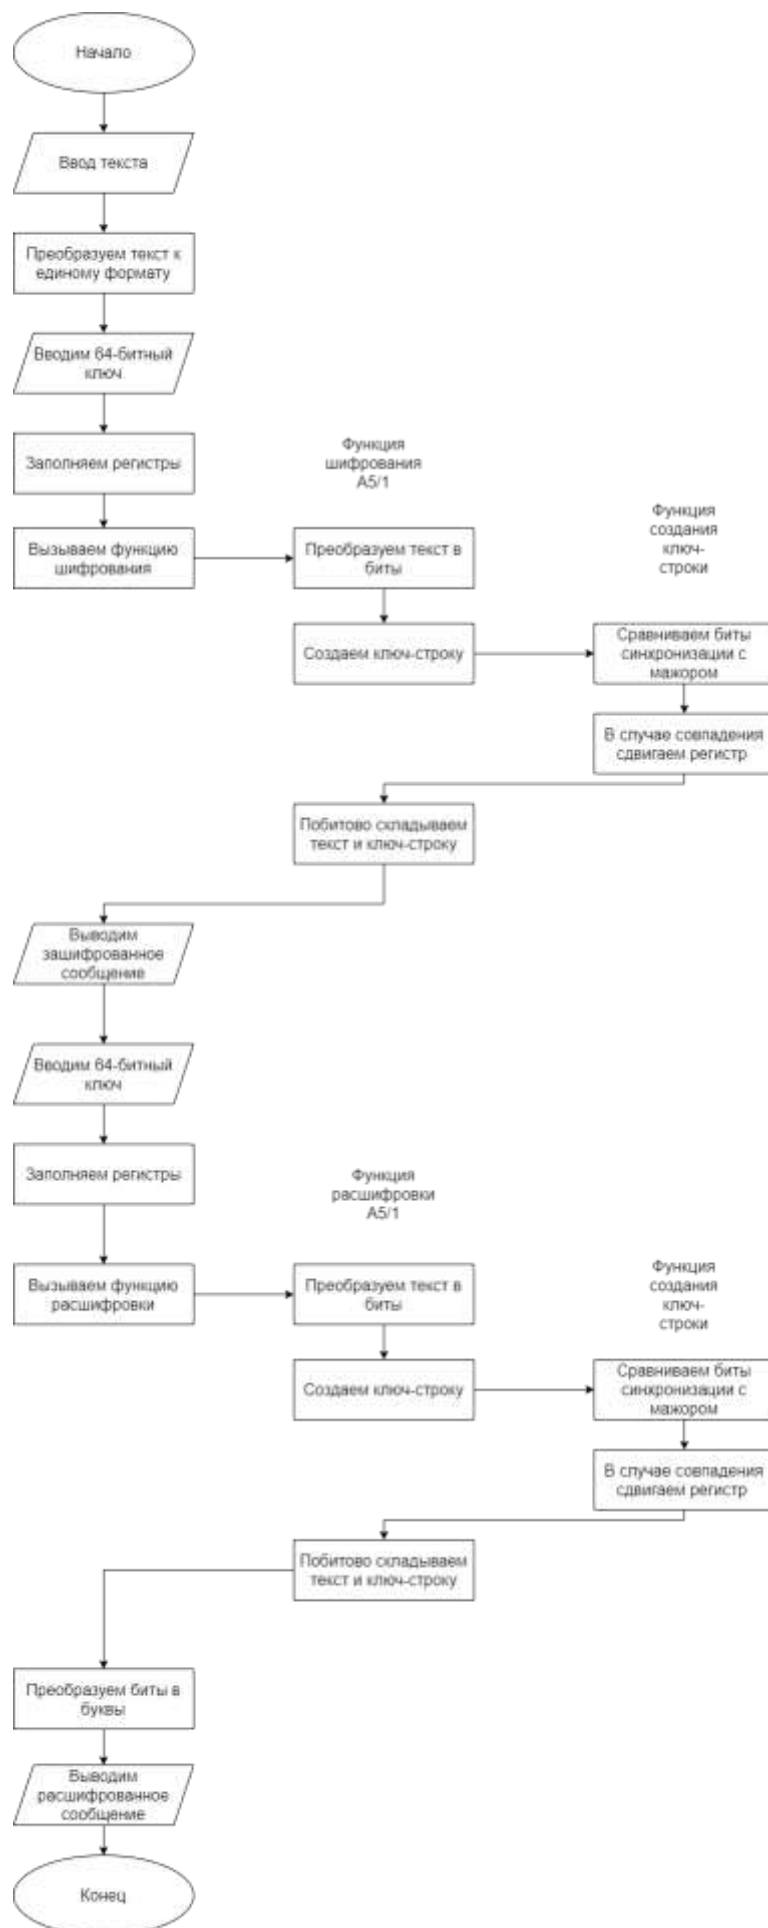 Начало
Ввод текста
Преобразуем текст к
единому формату
Вводим 64-битный
ключ
Заполняем регистры
Вызываем функцию
шифрования
Функция
шифрования
А5/1
Преобразуем текст в
биты
Создаем ключ-строку
Функция
создания
ключ-
строки
Сравниваем биты
синхронизации с
мажором
В случае совпадения
сдвигаем регистр
Побитово складываем
текст и ключ-строку
Выводим
зашифрованное
сообщение
Вводим 64-битный
ключ
Заполняем регистры
Вызываем функцию
расшифровки
Функция
расшифровки
А5/1
Преобразуем текст в
биты
Создаем ключ-строку
Функция
создания
ключ-
строки
Сравниваем биты
синхронизации с
мажором
В случае совпадения
сдвигаем регистр
Побитово складываем
текст и ключ-строку
Преобразуем биты в
буквы
Выводим
расшифрованное
сообщение
Конец